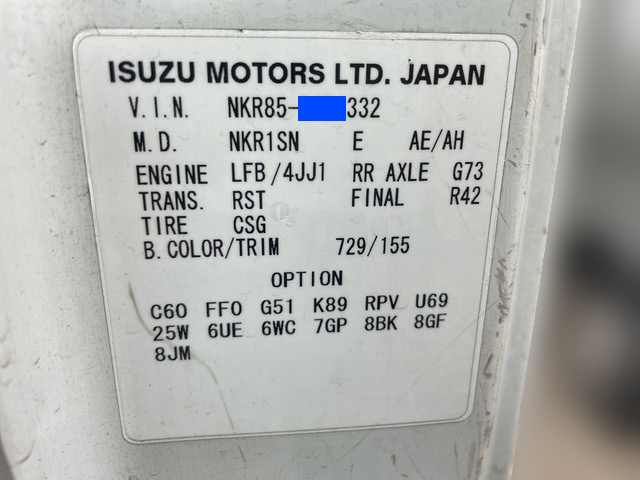 ISUZU MOTORS LTD. JAPAN
V.I.N. NKR85- 332
M.D. NKR1SN E AE/AH
ENGINE LFB/4JJ1 RR AXLE G73
TRANS. RST FINAL R42
TIRE CSG
B.COLOR/TRIM 729/155
OPTION
C60 FF0 G51 K89 RPV U69
25W 6UE 6WC 7GP 8BK 8GF
8JM